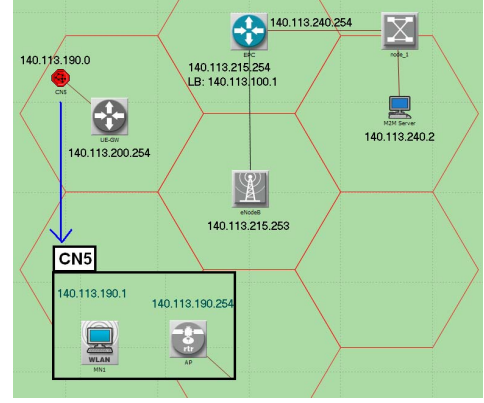 140.113.240.254
EPC
node_1
140.113.190.0
140.113.215.254
LB: 140.113.100.1
CN5
UE-GW
M2M Server
140.113.200.254
140.113.240.2
eNodeB
140.113.215.253
CN5
140.113.190.1
140.113.190.254
rtr
WLAN
MN1
AP